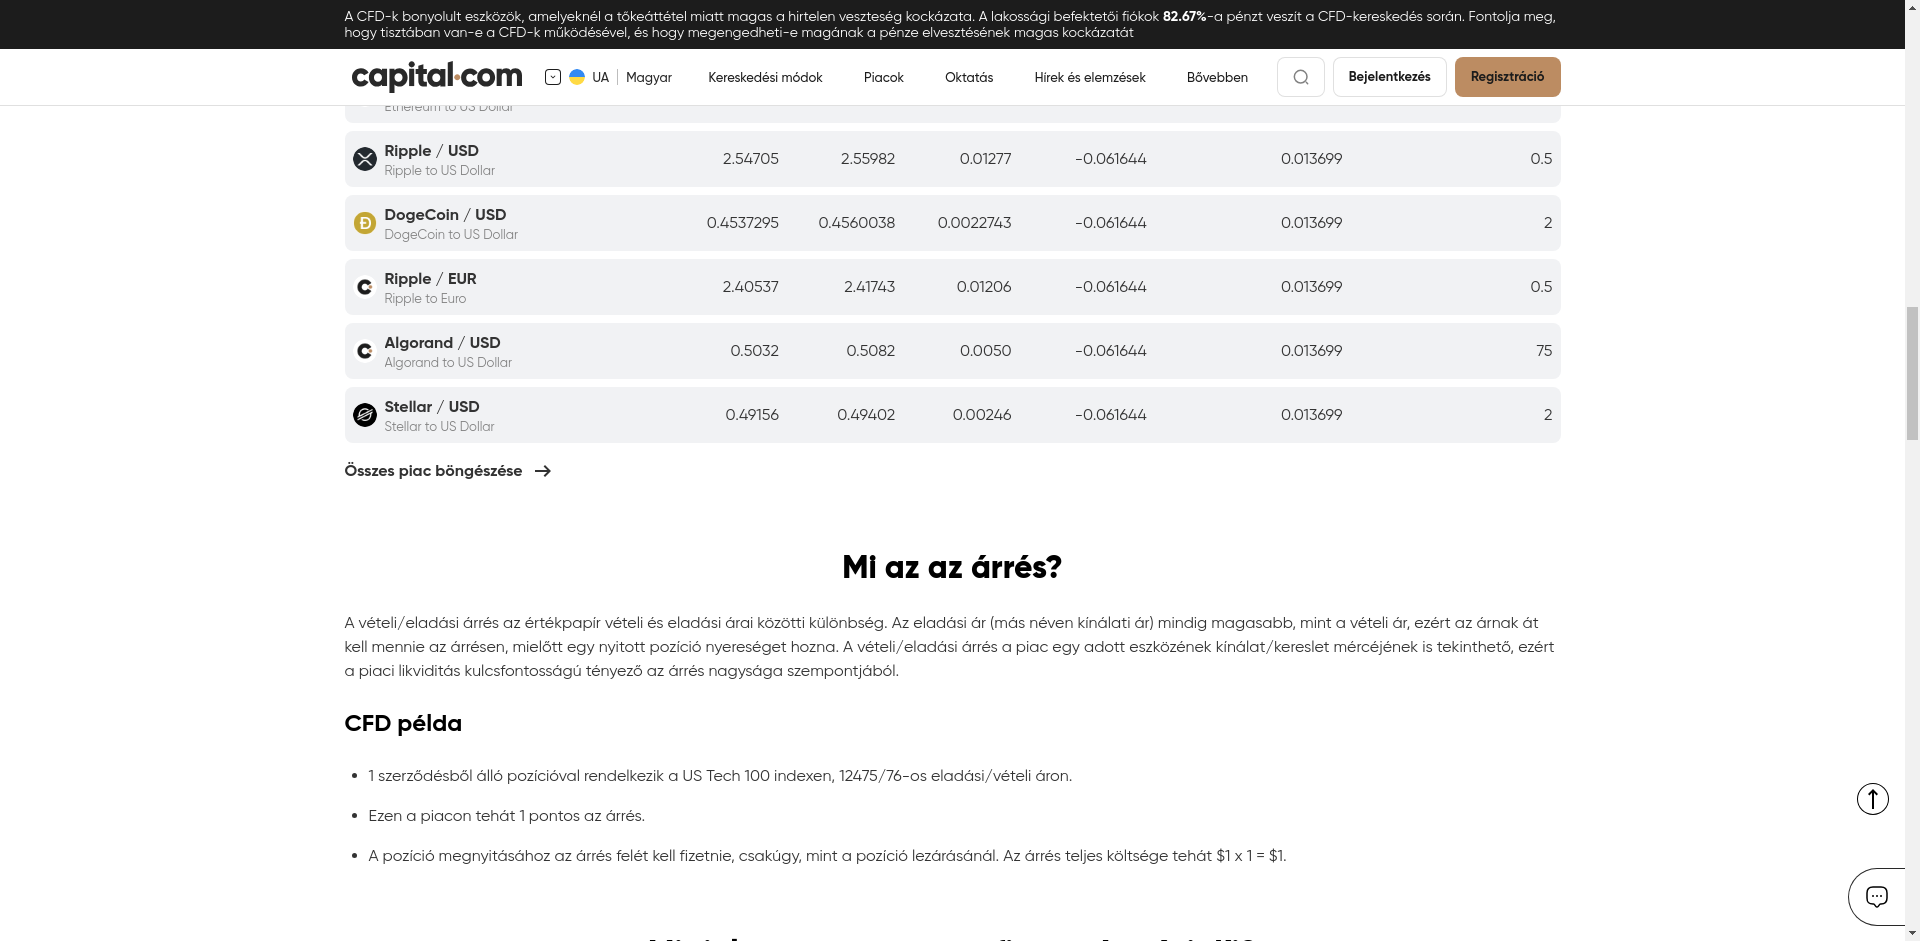 A CFD-k bonyolult eszközök, amelyeknél a tőkeáttétel miatt magas a hirtelen veszteség kockázata. A lakossági befektetői fiókok 82.67%-a pénzt veszít a CFD-kereskedés során. Fontolja meg,
hogy tisztában van-e a CFD-k működésével, és hogy megengedheti-e magának a pénze elvesztésének magas kockázatát
capital.com UA Magyar Kereskedési módok Piacok Oktatás Hírek és elemzések Bővebben Bejelentkezés Regisztráció
Ethereum to US Dollar
Ripple / USD 2.54705 2.55982 0.01277 -0.061644 0.013699 0.5
Ripple to US Dollar
DogeCoin / USD 0.4537295 0.4560038 0.0022743 -0.061644 0.013699 2
DogeCoin to US Dollar
Ripple / EUR 2.40537 2.41743 0.01206 -0.061644 0.013699 0.5
Ripple to Euro
Algorand / USD 0.5032 0.5082 0.0050 -0.061644 0.013699 75
Algorand to US Dollar
Stellar / USD 0.49156 0.49402 0.00246 -0.061644 0.013699 2
Stellar to US Dollar
Összes piac böngészése
Mi az az árrés?
A vételi/eladási árrés az értékpapír vételi és eladási árai közötti különbség. Az eladási ár (más néven kínálati ár) mindig magasabb, mint a vételi ár, ezért az árnak át
kell mennie az árrésen, mielőtt egy nyitott pozíció nyereséget hozna. A vételi/eladási árrés a piac egy adott eszközének kínálat/kereslet mércéjének is tekinthető, ezért
a piaci likviditás kulcsfontosságú tényező az árrés nagysága szempontjából.
CFD példa
1 szerződésből álló pozícióval rendelkezik a US Tech 100 indexen, 12475/76-os eladási/vételi áron.
Ezen a piacon tehát 1 pontos az árrés.
A pozíció megnyitásához az árrés felét kell fizetnie, csakúgy, mint a pozíció lezárásánál. Az árrés teljes költsége tehát $1 x 1 = $1.